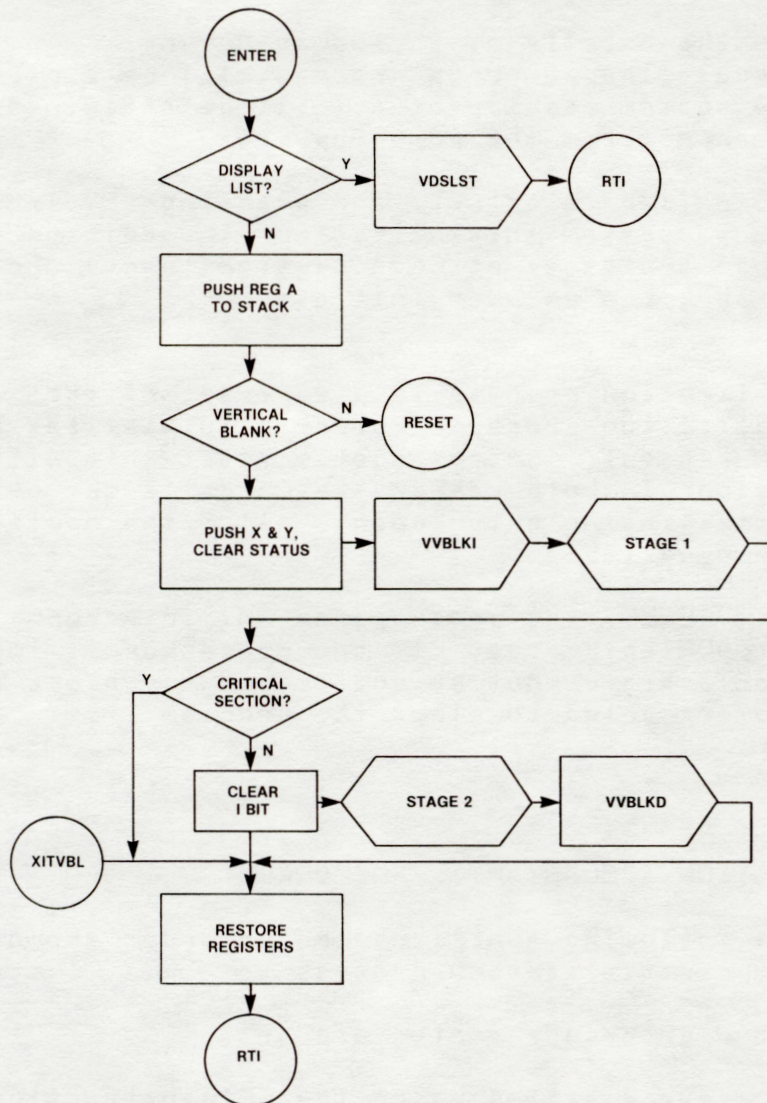 ENTER
DISPLAY
LIST?
Y
VDSLST
RTI
N
PUSH REG A
TO STACK
VERTICAL
BLANK?
N
RESET
PUSH X & Y,
CLEAR STATUS
VVBLKI
STAGE 1
Y
CRITICAL
SECTION?
N
CLEAR
I BIT
STAGE 2
VVBLKD
XITVBL
RESTORE
REGISTERS
RTI